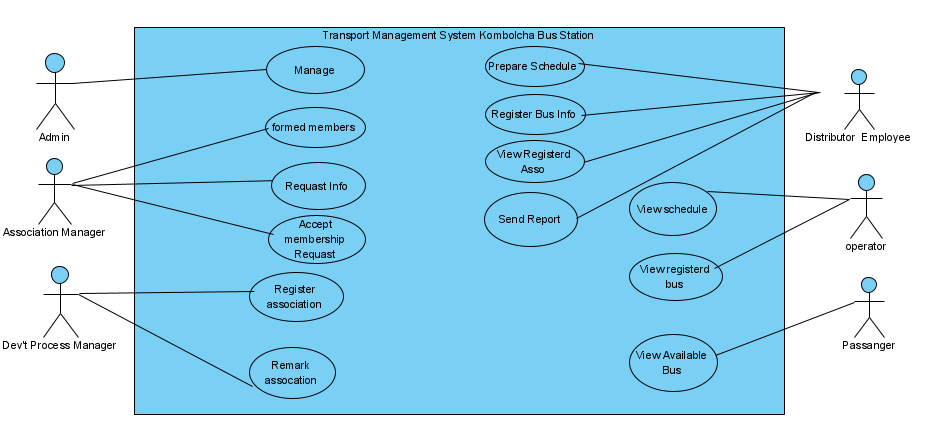 Transport Management System Kombolcha Bus Station
Admin
Association Manager
Dev't Process Manager
Manage
formed members
Requast Info
Accept
membership
Requast
Register
association
Remark
assocation
Prepare Schedule
Register Bus Info
View Registerd
Asso
Send Report
View schedule
View registerd
bus
View Available
Bus
Distributor Employee
operator
Passanger